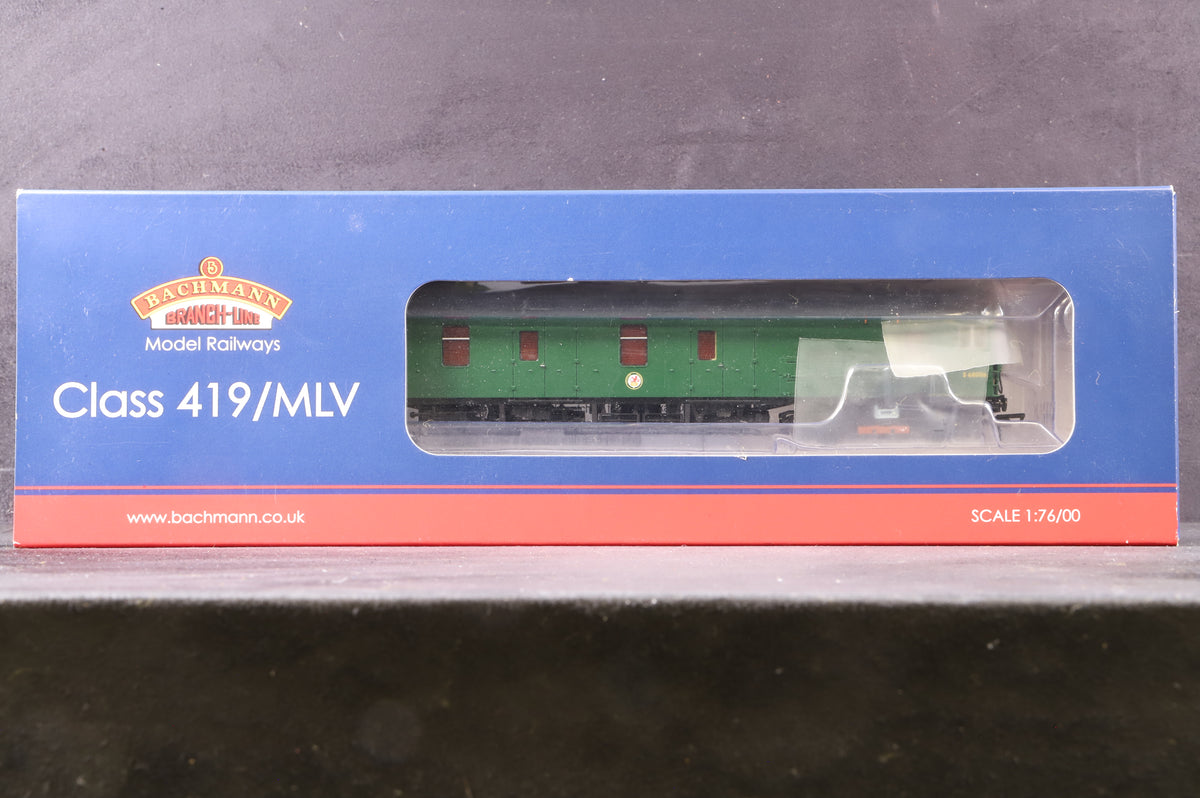 BACHMANN
BRANCH-LINE
Model Railways
Class 419/MLV
www.bachmann.co.uk
SCALE 1:76/00